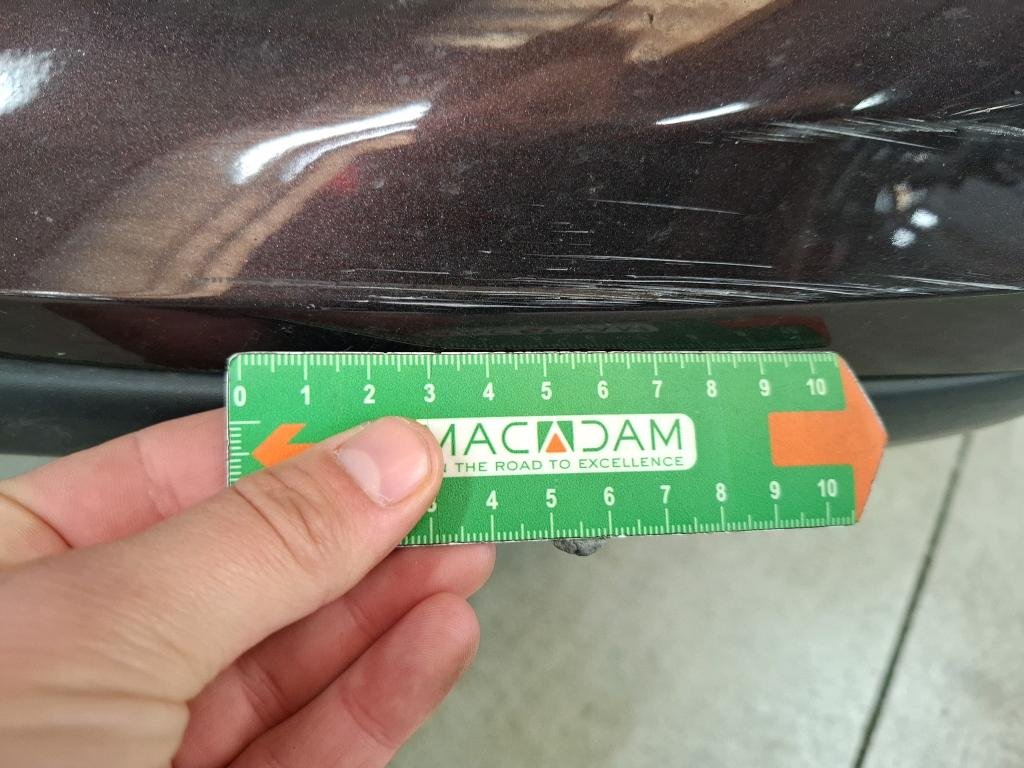 0 1 2 3 4 5 6 7 8 9 10
MACADAM
THE ROAD TO EXCELLENCE
3 4 5 6 7 8 9 10